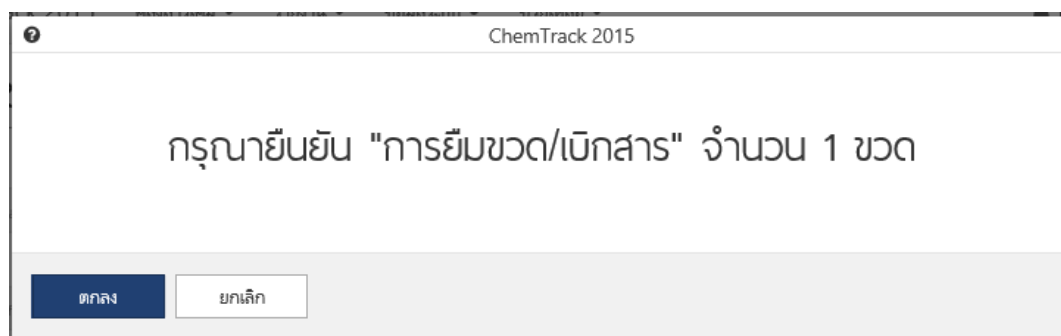 ChemTrack 2015
กรุณายืนยัน "การยืมขวด/เบิกสาร" จำนวน 1 ขวด
ตกลง
ยกเลิก